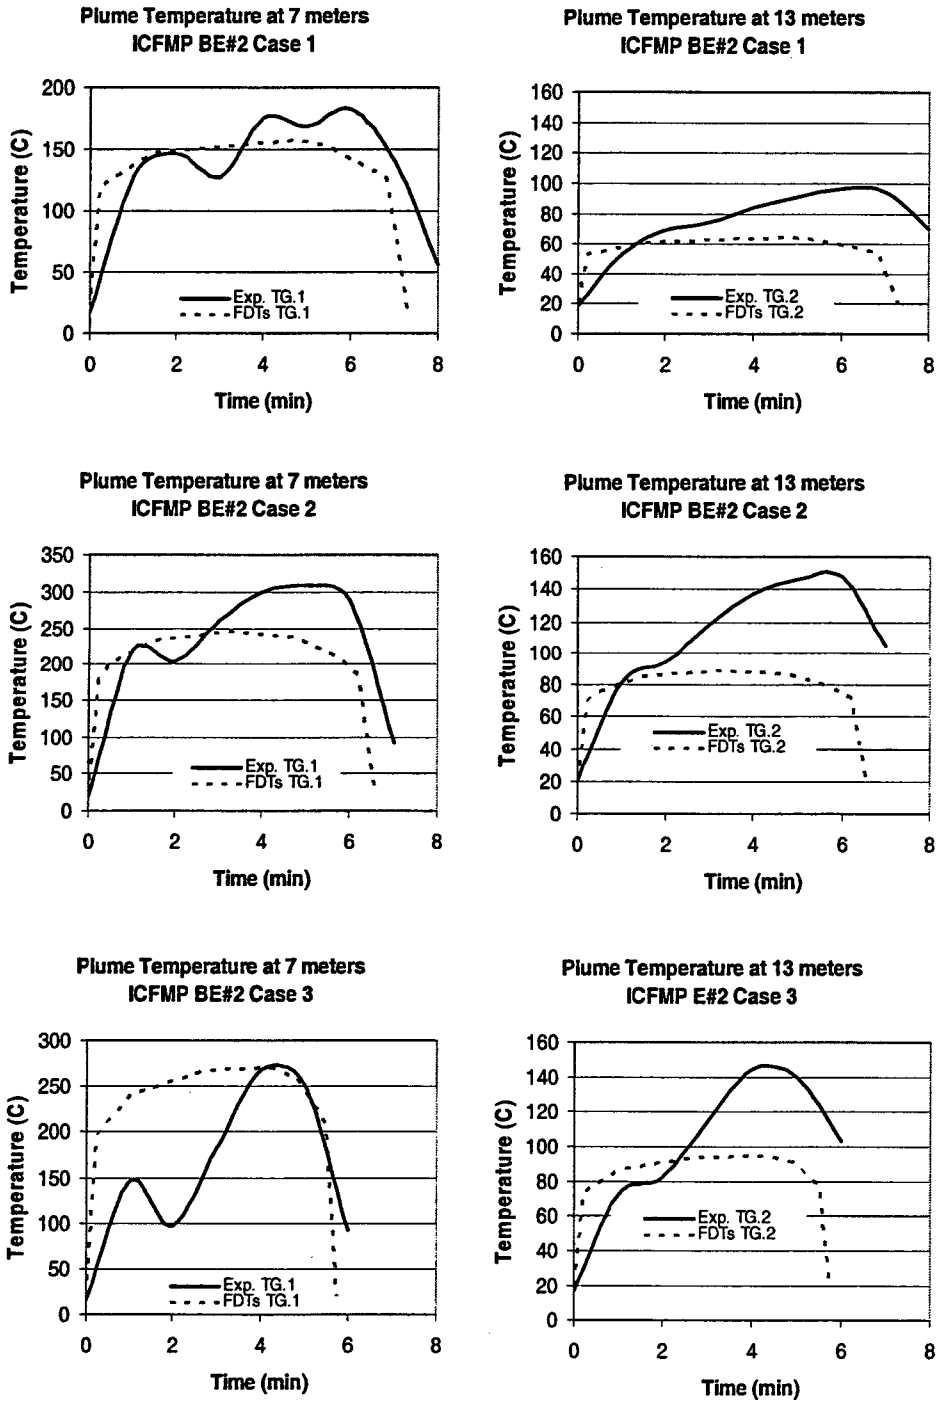 Plume Temperature at 7 meters
ICFMP BE#2 Case 1
200
150
100
50
0
Temperature (C)
Exp. TG.1
FDTs TG.1
0 2 4 6 8
Time (min)
Plume Temperature at 13 meters
ICFMP BE#2 Case 1
160
140
120
100
80
60
40
20
0
Temperature (C)
Exp. TG.2
FDTs TG.2
0 2 4 6 8
Time (min)
Plume Temperature at 7 meters
ICFMP BE#2 Case 2
350
300
250
200
150
100
50
0
Temperature (C)
Exp. TG.1
FDTs TG.1
0 2 4 6 8
Time (min)
Plume Temperature at 13 meters
ICFMP BE#2 Case 2
160
140
120
100
80
60
40
20
0
Temperature (C)
Exp. TG.2
FDTs TG.2
0 2 4 6 8
Time (min)
Plume Temperature at 7 meters
ICFMP BE#2 Case 3
300
250
200
150
100
50
0
Temperature (C)
Exp. TG.1
FDTs TG.1
0 2 4 6 8
Time (min)
Plume Temperature at 13 meters
ICFMP E#2 Case 3
160
140
120
100
80
60
40
20
0
Temperature (C)
Exp. TG.2
FDTs TG.2
0 2 4 6 8
Time (min)